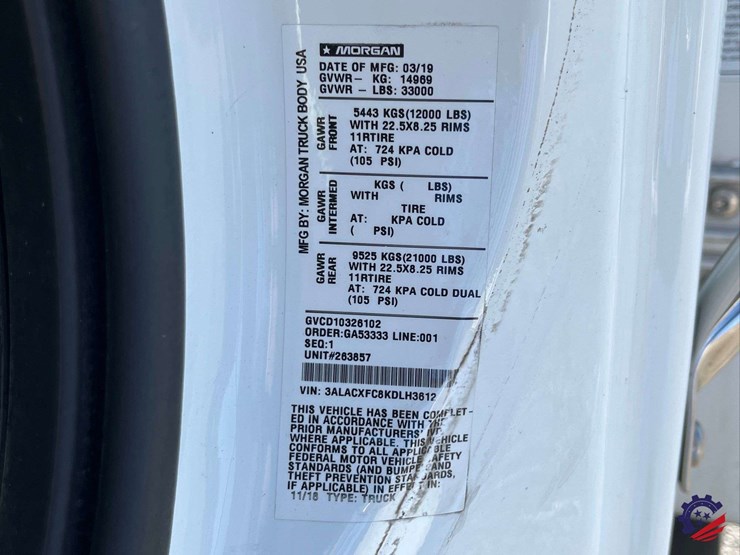 ★ MORGAN
MFG BY: MORGAN TRUCK BODY USA
DATE OF MFG: 03/19
GVWR- KG: 14969
GVWR- LBS: 33000
GAWR
FRONT
5443 KGS(12000 LBS)
WITH 22.5X8.25 RIMS
11RTIRE
AT: 724 KPA COLD
(105 PSI)
GAWR
INTERMED
KGS ( LBS)
WITH RIMS
TIRE
AT: KPA COLD
( PSI)
GAWR
REAR
9525 KGS(21000 LBS)
WITH 22.5X8.25 RIMS
11RTIRE
AT: 724 KPA COLD DUAL
(105 PSI)
GVCD10326102
ORDER:GA53333 LINE:001
SEQ:1
UNIT#263857
VIN: 3ALACXFC8KDLH3612
THIS VEHICLE HAS BEEN COMPLET-
ED IN ACCORDANCE WITH THE
PRIOR MANUFACTURERS'
WHERE APPLICABLE. THIS VEHICLE
CONFORMS TO ALL APPLICABLE
FEDERAL MOTOR VEHICLE SAFETY
STANDARDS (AND BUMPER AND
THEFT PREVENTION STANDARDS,
IF APPLICABLE) IN EFFECT IN:
11/18 TYPE: TRUCK